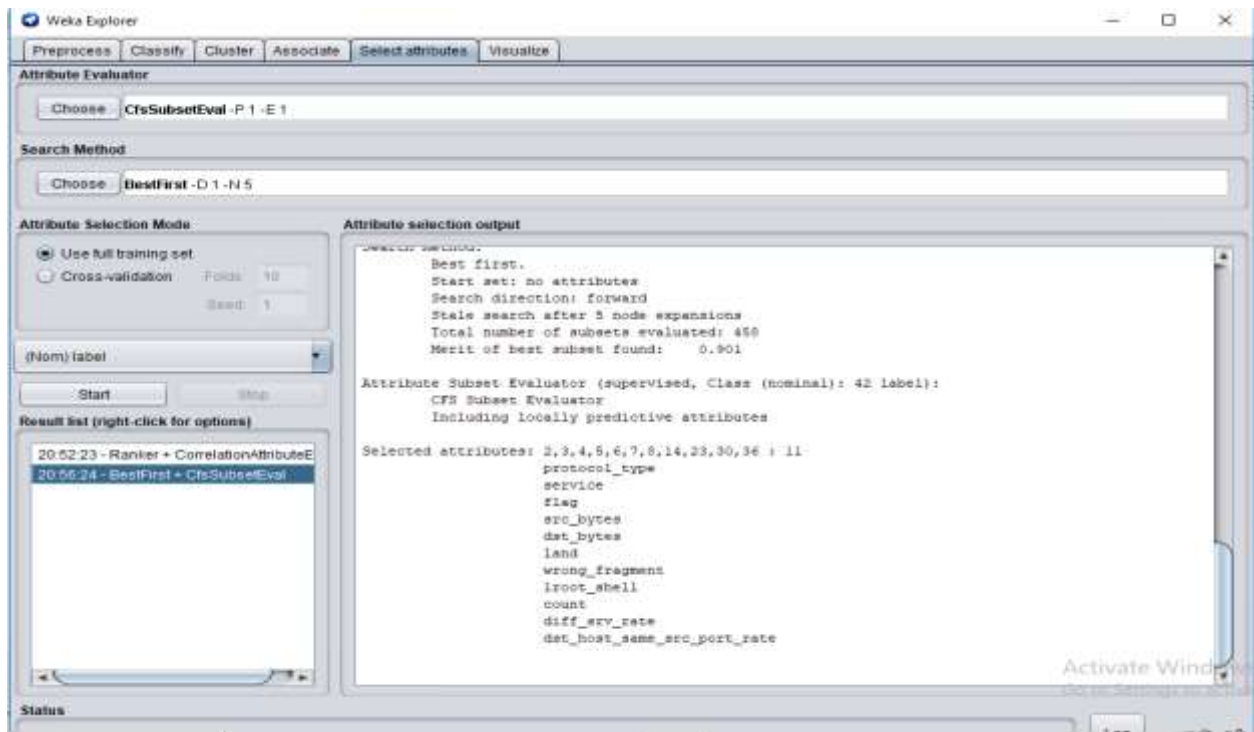 Weka Explorer
Preprocess Classify Cluster Associate Select attributes Visualize
Attribute Evaluator
Choose CfsSubsetEval -P 1 -E 1
Search Method
Choose BestFirst -D 1 -N 5
Attribute Selection Mode
Use full training set
Cross-validation Folds 10
Seed 1
(Nom) label
Start Stop
Result list (right-click for options)
20:52:23 - Ranker + CorrelationAttributeE
20:56:24 - BestFirst + CfsSubsetEval
Attribute selection output
Search Method:
Best first.
Start set: no attributes
Search direction: forward
Stale search after 5 node expansions
Total number of subsets evaluated: 450
Merit of best subset found: 0.901
Attribute Subset Evaluator (supervised, Class (nominal): 42 label):
CFS Subset Evaluator
Including locally predictive attributes
Selected attributes: 2,3,4,5,6,7,8,14,23,30,36 : 11
protocol_type
service
flag
src_bytes
dst_bytes
land
wrong_fragment
lroot_shell
count
diff_srv_rate
dst_host_same_src_port_rate
Activate Windows
Status